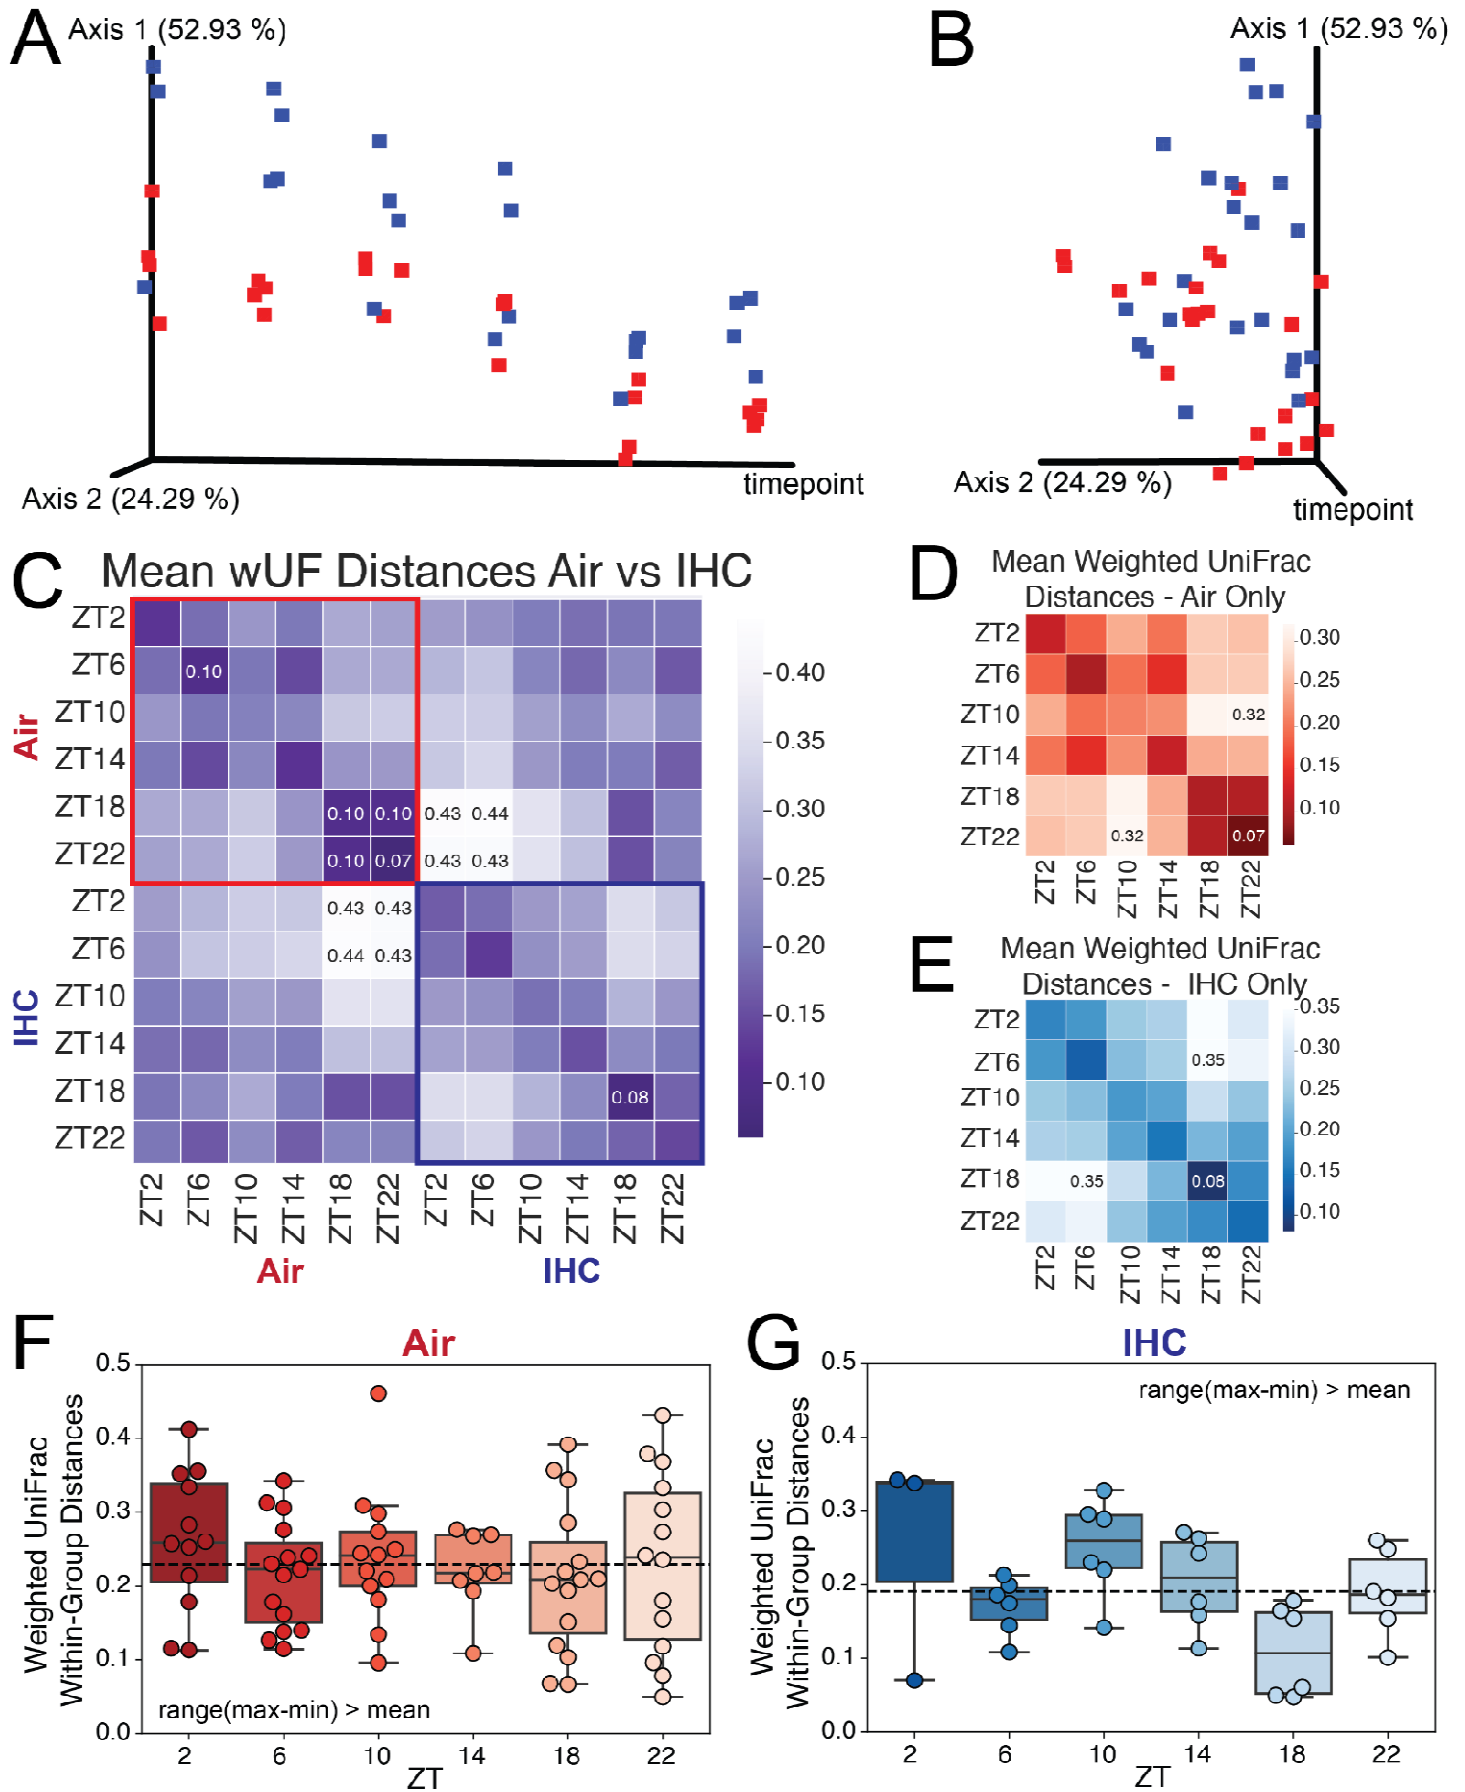 A
Axis 1 (52.93 %)
Axis 2 (24.29 %)
timepoint
B
Axis 1 (52.93 %)
Axis 2 (24.29 %)
timepoint
C
Mean wUF Distances Air vs IHC
Air
ZT2
ZT6
ZT10
ZT14
ZT18
ZT22
IHC
ZT2
ZT6
ZT10
ZT14
ZT18
ZT22
0.10
0.10 0.10 0.43 0.44
0.10 0.07 0.43 0.43
0.43 0.43
0.44 0.43
0.08
ZT2 ZT6 ZT10 ZT14 ZT18 ZT22 ZT2 ZT6 ZT10 ZT14 ZT18 ZT22
Air IHC
0.40
0.35
0.30
0.25
0.20
0.15
0.10
D
Mean Weighted UniFrac
Distances - Air Only
ZT2
ZT6
ZT10
ZT14
ZT18
ZT22
0.32
0.32 0.07
ZT2 ZT6 ZT10 ZT14 ZT18 ZT22
0.30
0.25
0.20
0.15
0.10
E
Mean Weighted UniFrac
Distances - IHC Only
ZT2
ZT6
ZT10
ZT14
ZT18
ZT22
0.35
0.35 0.08
ZT2 ZT6 ZT10 ZT14 ZT18 ZT22
0.35
0.30
0.25
0.20
0.15
0.10
F
Air
Weighted UniFrac
Within-Group Distances
0.5
0.4
0.3
0.2
0.1
0.0
range(max-min) > mean
2 6 10 14 18 22
ZT
G
IHC
Weighted UniFrac
Within-Group Distances
0.5
0.4
0.3
0.2
0.1
0.0
range(max-min) > mean
2 6 10 14 18 22
ZT